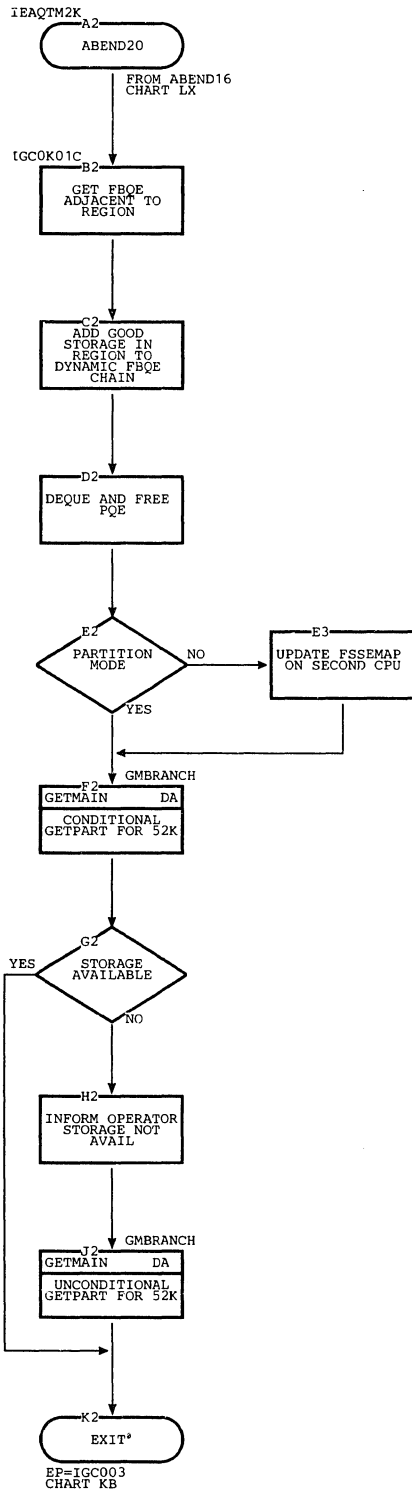 IEAQTM2K
A2
ABEND20
FROM ABEND16
CHART LX
IGC0K01C
B2
GET FBQE
ADJACENT TO
REGION
C2
ADD GOOD
STORAGE IN
REGION TO
DYNAMIC FBQE
CHAIN
D2
DEQUE AND FREE
PQE
E2
PARTITION
MODE
NO
YES
E3
UPDATE FSSEMAP
ON SECOND CPU
GMBRANCH
F2
GETMAIN DA
CONDITIONAL
GETPART FOR 52K
G2
YES
STORAGE
AVAILABLE
NO
H2
INFORM OPERATOR
STORAGE NOT
AVAIL
GMBRANCH
J2
GETMAIN DA
UNCONDITIONAL
GETPART FOR 52K
K2
EXIT
EP=IGC003
CHART KB